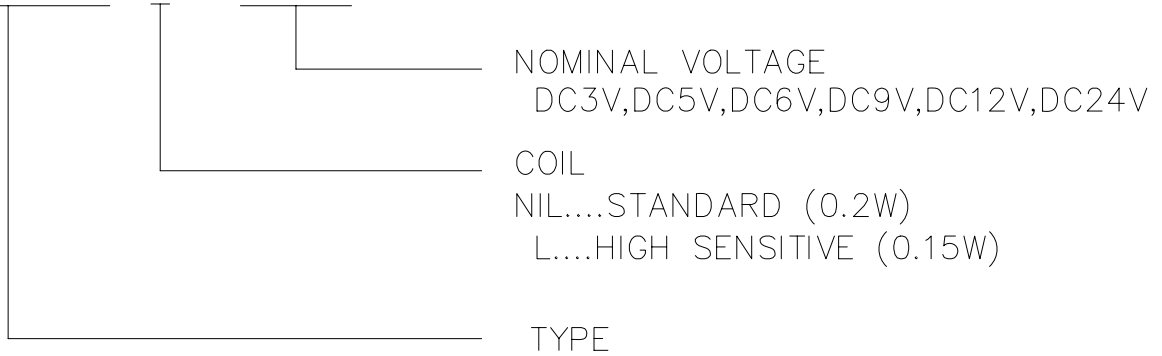 NOMINAL VOLTAGE
DC3V,DC5V,DC6V,DC9V,DC12V,DC24V
COIL
NIL....STANDARD (0.2W)
L....HIGH SENSITIVE (0.15W)
TYPE